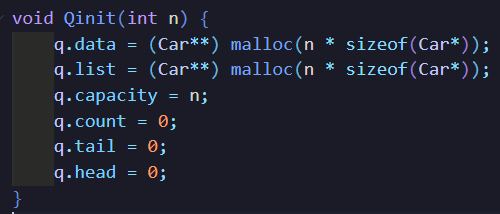 void Qinit(int n) {
    q.data = (Car**) malloc(n * sizeof(Car*));
    q.list = (Car**) malloc(n * sizeof(Car*));
    q.capacity = n;
    q.count = 0;
    q.tail = 0;
    q.head = 0;
}